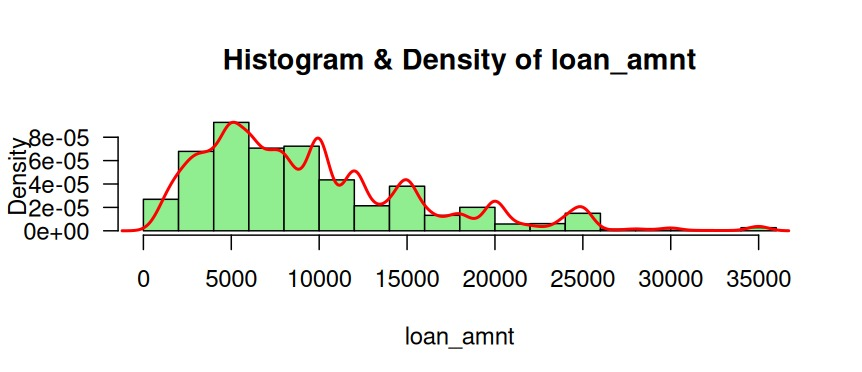 Histogram & Density of loan_amnt
Density
8e-05
6e-05
4e-05
2e-05
0e+00
0 5000 10000 15000 20000 25000 30000 35000
loan_amnt